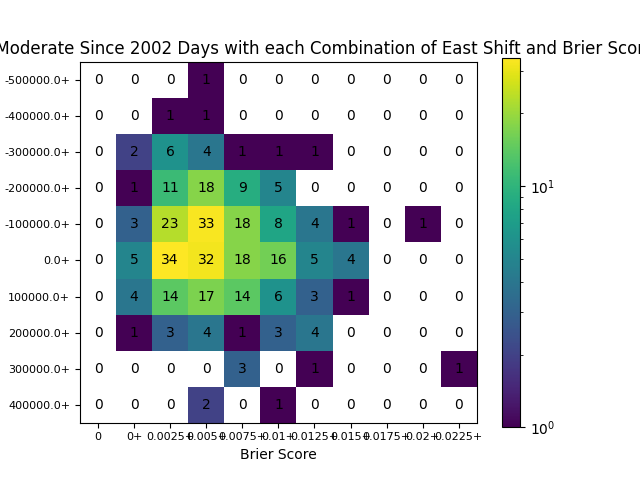 Moderate Since 2002 Days with each Combination of East Shift and Brier Scor
-500000.0+ 0 0 0 1 0 0 0 0 0 0 0
-400000.0+ 0 0 1 1 0 0 0 0 0 0 0
-300000.0+ 0 2 6 4 1 1 1 0 0 0 0
-200000.0+ 0 1 11 18 9 5 0 0 0 0 0
-100000.0+ 0 3 23 33 18 8 4 1 0 1 0
0.0+ 0 5 34 32 18 16 5 4 0 0 0
100000.0+ 0 4 14 17 14 6 3 1 0 0 0
200000.0+ 0 1 3 4 1 3 4 0 0 0 0
300000.0+ 0 0 0 0 3 0 1 0 0 0 1
400000.0+ 0 0 0 2 0 1 0 0 0 0 0
0 0+ 0.0025+ 0.005+ 0.0075+ 0.01+ 0.0125+ 0.015+ 0.0175+ 0.02+ 0.0225+
Brier Score
10^1
10^0